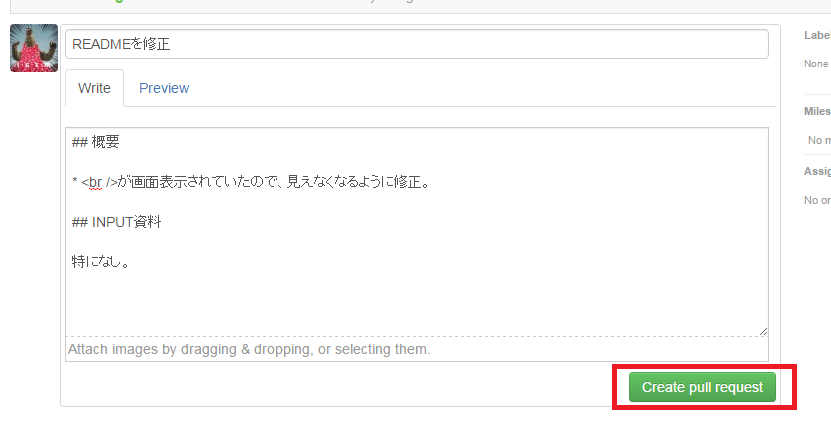 READMEを修正
Write
Preview
## 概要
* <br />が画面表示されていたので、見えなくなるように修正。
## INPUT資料
特になし。
Attach images by dragging & dropping, or selecting them.
Create pull request
Label
None
Miles
No m
Assig
No on